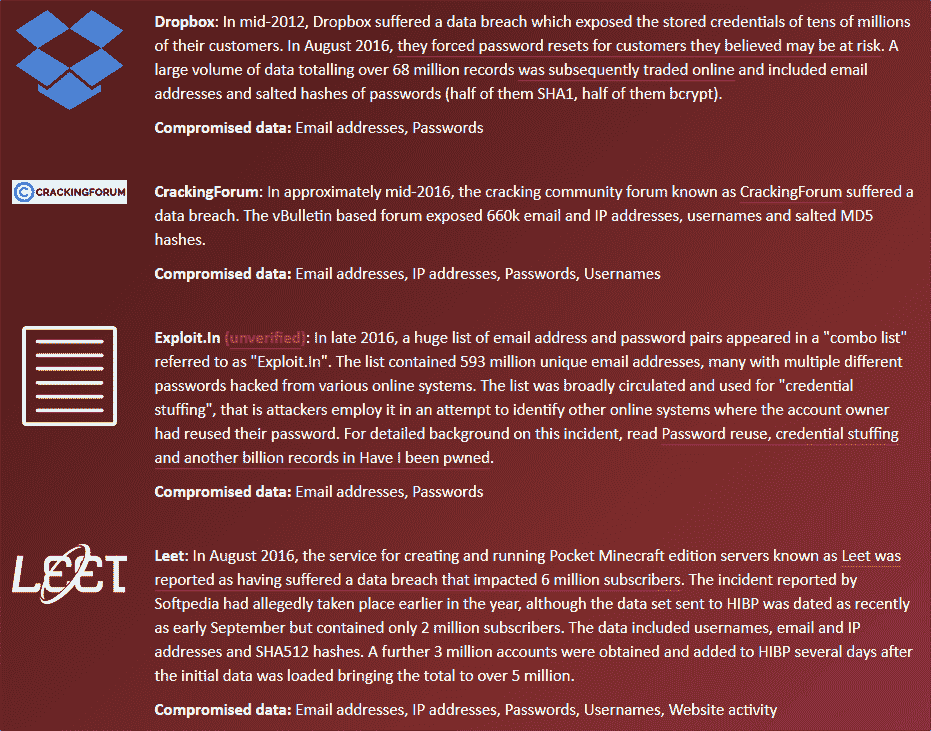 Dropbox: In mid-2012, Dropbox suffered a data breach which exposed the stored credentials of tens of millions
of their customers. In August 2016, they forced password resets for customers they believed may be at risk. A
large volume of data totalling over 68 million records was subsequently traded online and included email
addresses and salted hashes of passwords (half of them SHA1, half of them bcrypt).
Compromised data: Email addresses, Passwords
CRACKINGFORUM
CrackingForum: In approximately mid-2016, the cracking community forum known as CrackingForum suffered a
data breach. The vBulletin based forum exposed 660k email and IP addresses, usernames and salted MD5
hashes.
Compromised data: Email addresses, IP addresses, Passwords, Usernames
Exploit.In (unverified): In late 2016, a huge list of email address and password pairs appeared in a "combo list"
referred to as "Exploit.In". The list contained 593 million unique email addresses, many with multiple different
passwords hacked from various online systems. The list was broadly circulated and used for "credential
stuffing", that is attackers employ it in an attempt to identify other online systems where the account owner
had reused their password. For detailed background on this incident, read Password reuse, credential stuffing
and another billion records in Have I been pwned.
Compromised data: Email addresses, Passwords
LEET
Leet: In August 2016, the service for creating and running Pocket Minecraft edition servers known as Leet was
reported as having suffered a data breach that impacted 6 million subscribers. The incident reported by
Softpedia had allegedly taken place earlier in the year, although the data set sent to HIBP was dated as recently
as early September but contained only 2 million subscribers. The data included usernames, email and IP
addresses and SHA512 hashes. A further 3 million accounts were obtained and added to HIBP several days after
the initial data was loaded bringing the total to over 5 million.
Compromised data: Email addresses, IP addresses, Passwords, Usernames, Website activity